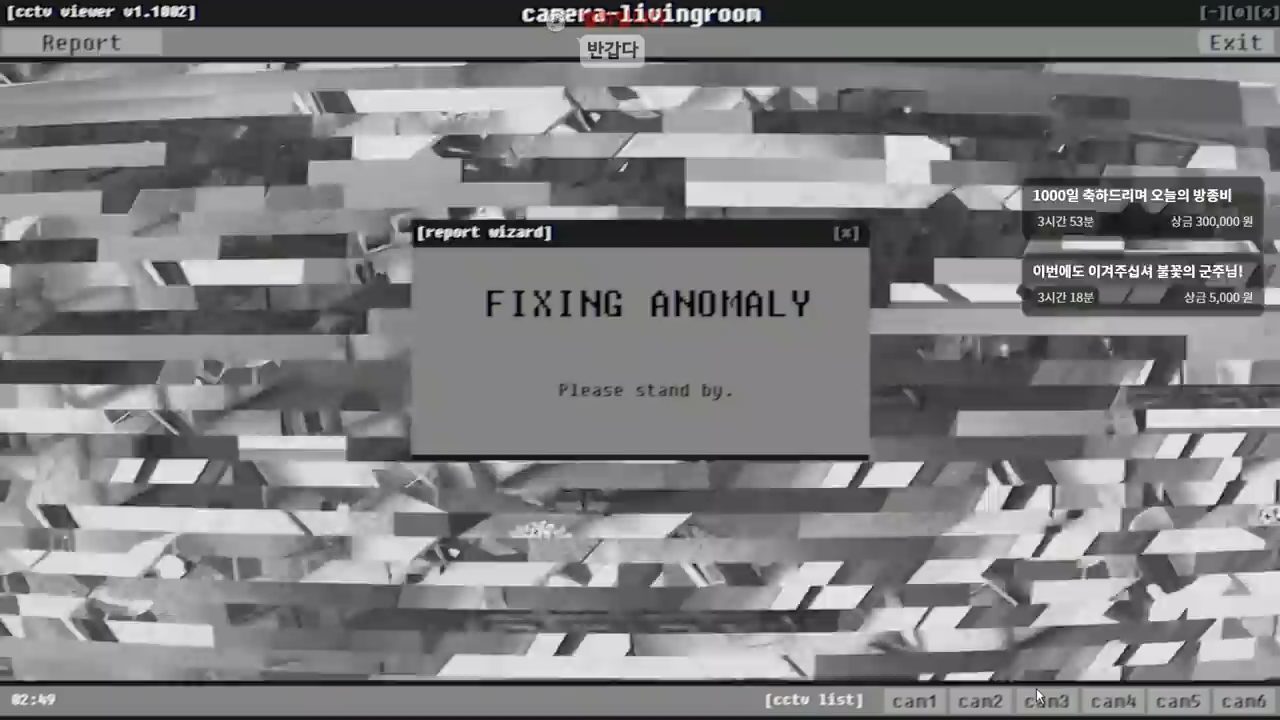 [cctv viewer v1.1002]
camera-livingroom
[-][o][x]
Report
반갑다
Exit
1000일 축하드리며 오늘의 방종비
3시간 53분
상금 300,000 원
이번에도 이겨주십셔 불꽃의 군주님!
3시간 18분
상금 5,000 원
[report wizard]
[x]
FIXING ANOMALY
Please stand by.
02:49
[cctv list]
cam1
cam2
cam3
cam4
cam5
cam6